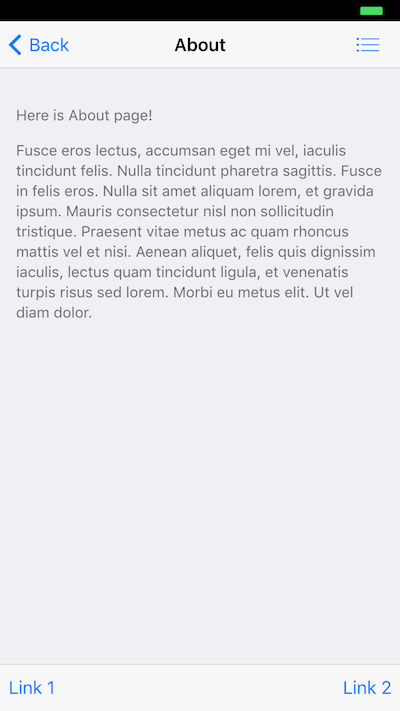 Back
About
Here is About page!
Fusce eros lectus, accumsan eget mi vel, iaculis
tincidunt felis. Nulla tincidunt pharetra sagittis. Fusce
in felis eros. Nulla sit amet aliquam lorem, et gravida
ipsum. Mauris consectetur nisl non sollicitudin
tristique. Praesent vitae metus ac quam rhoncus
mattis vel et nisi. Aenean aliquet, felis quis dignissim
iaculis, lectus quam tincidunt ligula, et venenatis
turpis risus sed lorem. Morbi eu metus elit. Ut vel
diam dolor.
Link 1
Link 2